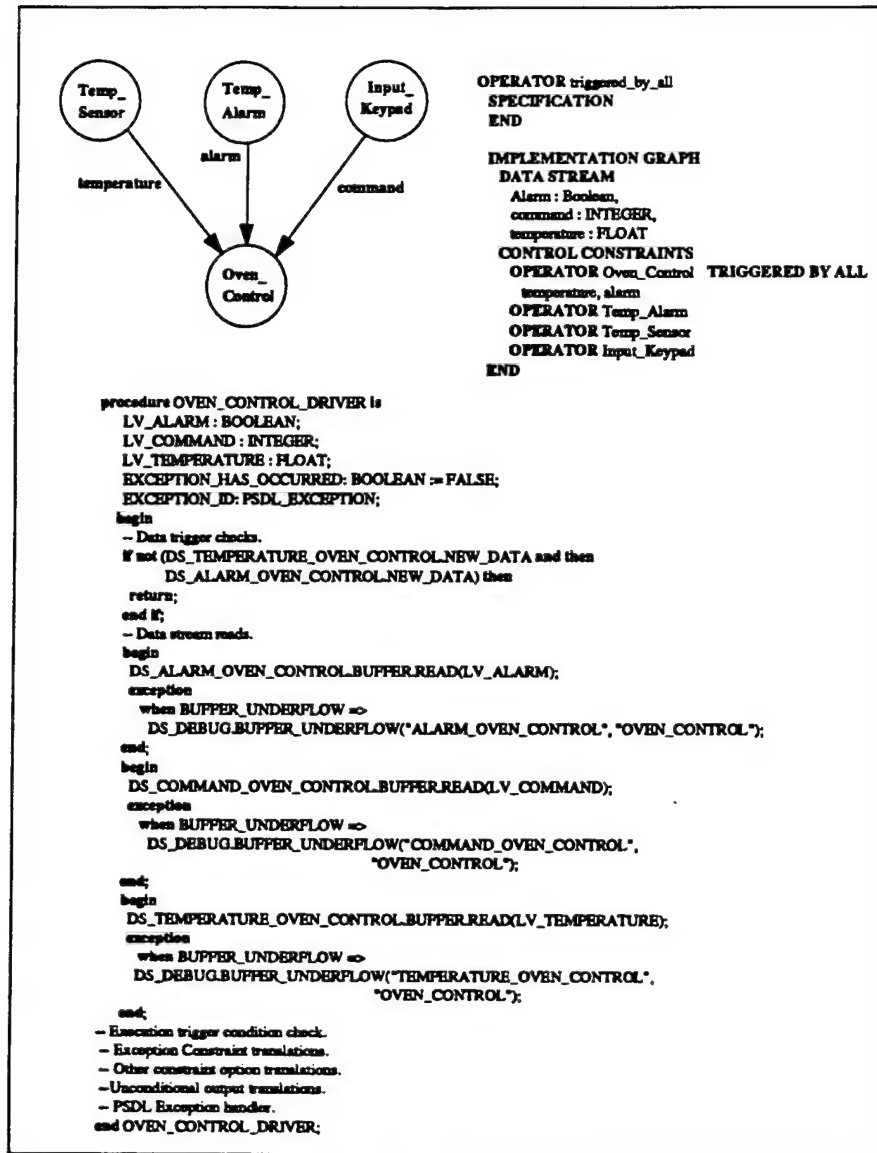 Temp_
Sensor
Temp_
Alarm
Input_
Keypad
alarm
temperature
command
Oven_
Control
OPERATOR triggered_by_all
SPECIFICATION
END
IMPLEMENTATION GRAPH
DATA STREAM
Alarm : Boolean,
command : INTEGER,
temperature : FLOAT
CONTROL CONSTRAINTS
OPERATOR Oven_Control TRIGGERED BY ALL
temperature, alarm
OPERATOR Temp_Alarm
OPERATOR Temp_Sensor
OPERATOR Input_Keypad
END
procedure OVEN_CONTROL_DRIVER is
LV_ALARM : BOOLEAN;
LV_COMMAND : INTEGER;
LV_TEMPERATURE : FLOAT;
EXCEPTION_HAS_OCCURRED: BOOLEAN := FALSE;
EXCEPTION_ID: PSDL_EXCEPTION;
begin
-- Data trigger checks.
if not (DS_TEMPERATURE_OVEN_CONTROL.NEW_DATA and then
DS_ALARM_OVEN_CONTROL.NEW_DATA) then
return;
end if;
-- Data stream reads.
begin
DS_ALARM_OVEN_CONTROL.BUFFER.READ(LV_ALARM);
exception
when BUFFER_UNDERFLOW =>
DS_DEBUG.BUFFER_UNDERFLOW("ALARM_OVEN_CONTROL", "OVEN_CONTROL");
end;
begin
DS_COMMAND_OVEN_CONTROL.BUFFER.READ(LV_COMMAND);
exception
when BUFFER_UNDERFLOW =>
DS_DEBUG.BUFFER_UNDERFLOW("COMMAND_OVEN_CONTROL",
"OVEN_CONTROL");
end;
begin
DS_TEMPERATURE_OVEN_CONTROL.BUFFER.READ(LV_TEMPERATURE);
exception
when BUFFER_UNDERFLOW =>
DS_DEBUG.BUFFER_UNDERFLOW("TEMPERATURE_OVEN_CONTROL",
"OVEN_CONTROL");
end;
-- Execution trigger condition check.
-- Exception Constraint translations.
-- Other constraint option translations.
--Unconditional output translations.
-- PSDL Exception handler.
end OVEN_CONTROL_DRIVER;